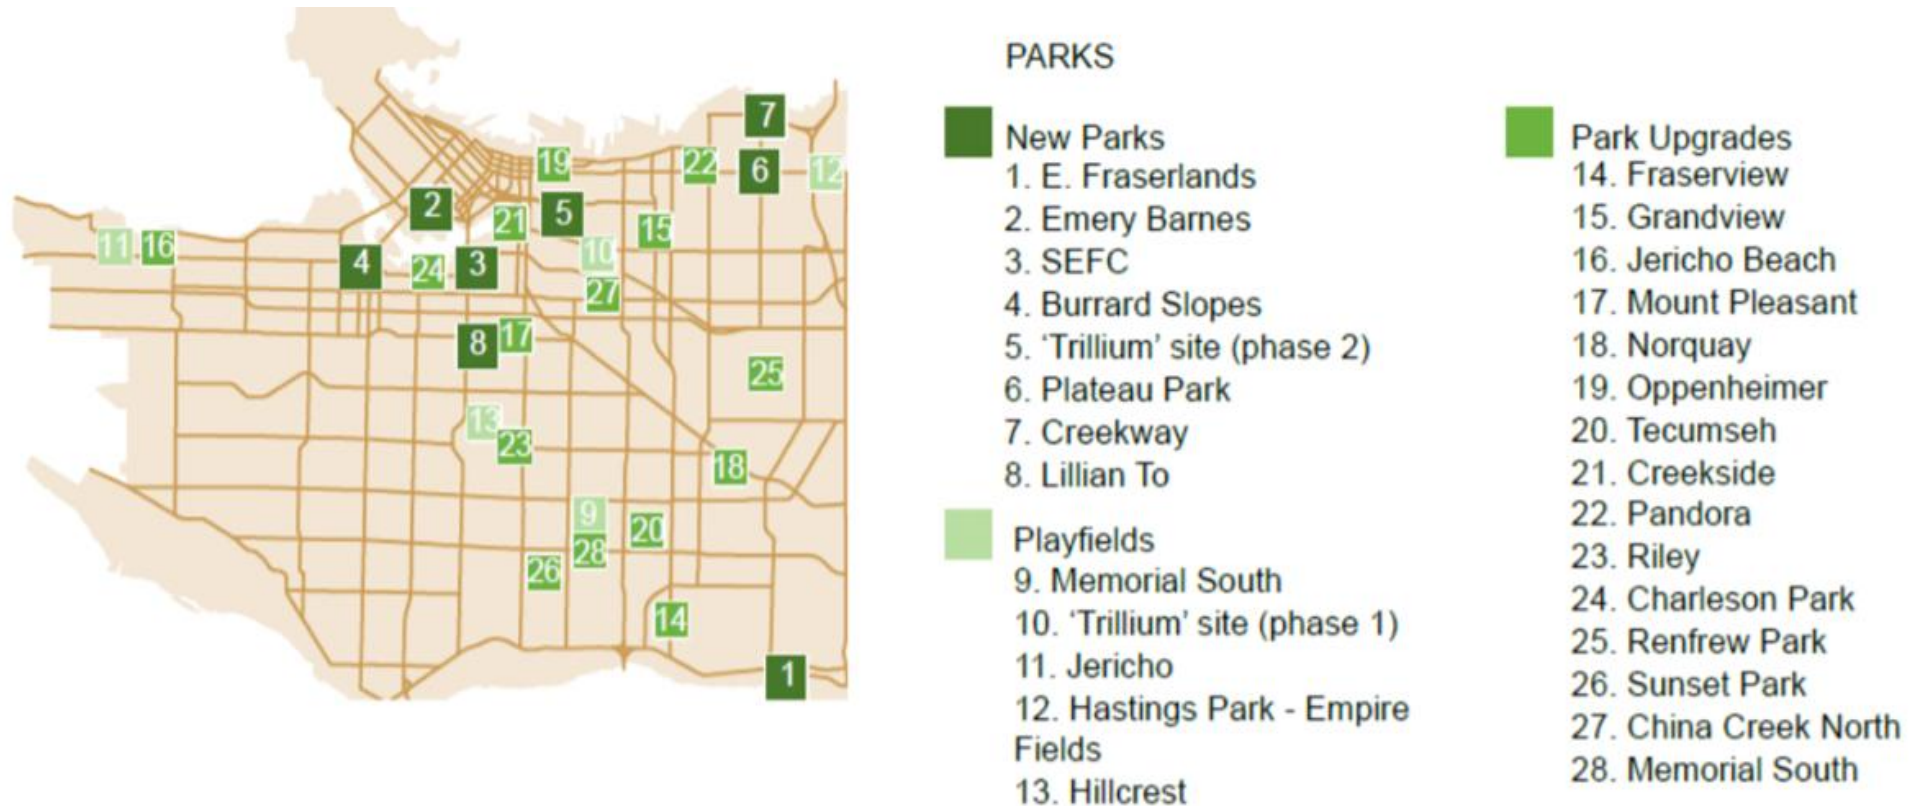 7
19
22
6
12
2
21
5
15
11
16
10
4
24
3
27
8
17
25
13
23
18
9
20
28
26
14
1
PARKS
New Parks
1. E. Fraserlands
2. Emery Barnes
3. SEFC
4. Burrard Slopes
5. ‘Trillium’ site (phase 2)
6. Plateau Park
7. Creekway
8. Lillian To
Playfields
9. Memorial South
10. ‘Trillium’ site (phase 1)
11. Jericho
12. Hastings Park - Empire
Fields
13. Hillcrest
Park Upgrades
14. Fraserview
15. Grandview
16. Jericho Beach
17. Mount Pleasant
18. Norquay
19. Oppenheimer
20. Tecumseh
21. Creekside
22. Pandora
23. Riley
24. Charleson Park
25. Renfrew Park
26. Sunset Park
27. China Creek North
28. Memorial South